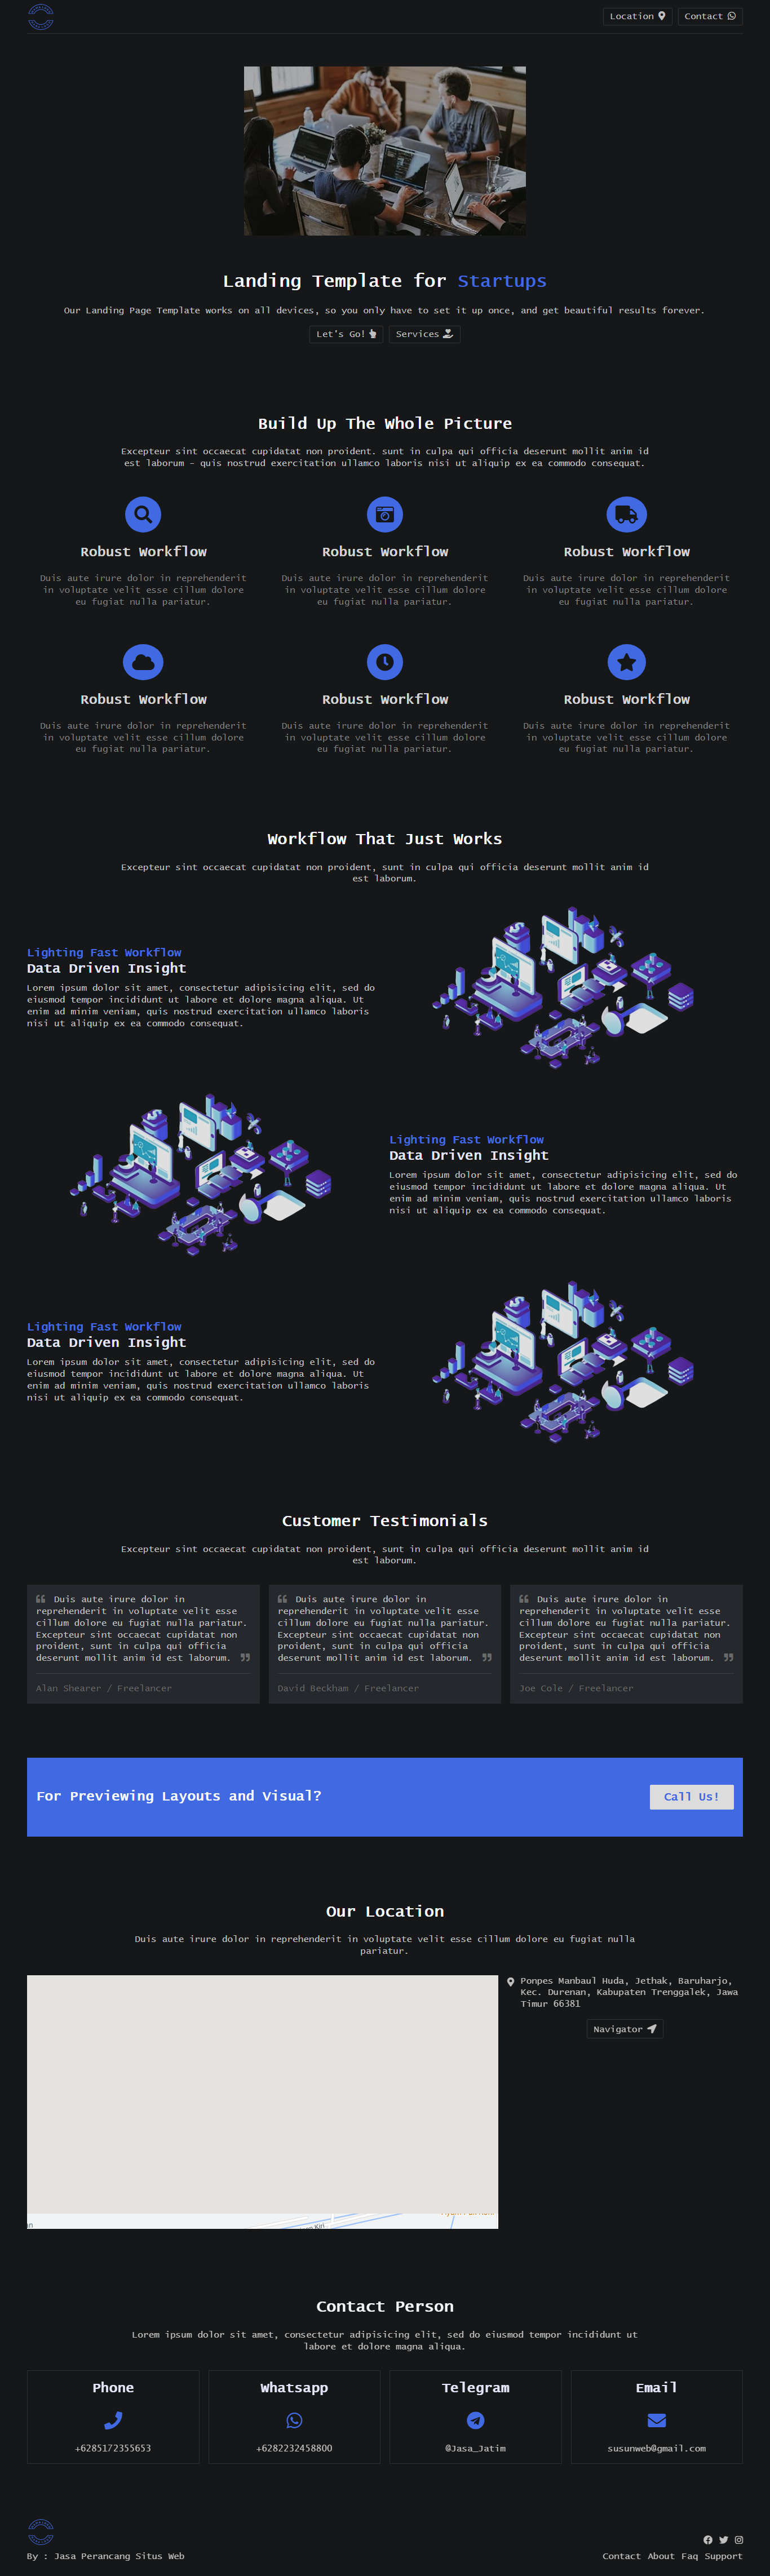 Location Contact
Landing Template for Startups
Our Landing Page Template works on all devices, so you only have to set it up once, and get beautiful results forever.
Let's Go! Services
Build Up The Whole Picture
Excepteur sint occaecat cupidatat non proident. sunt in culpa qui officia deserunt mollit anim id
est laborum - quis nostrud exercitation ullamco laboris nisi ut aliquip ex ea commodo consequat.
Robust Workflow
Duis aute irure dolor in reprehenderit
in voluptate velit esse cillum dolore
eu fugiat nulla pariatur.
Robust Workflow
Duis aute irure dolor in reprehenderit
in voluptate velit esse cillum dolore
eu fugiat nulla pariatur.
Robust Workflow
Duis aute irure dolor in reprehenderit
in voluptate velit esse cillum dolore
eu fugiat nulla pariatur.
Robust Workflow
Duis aute irure dolor in reprehenderit
in voluptate velit esse cillum dolore
eu fugiat nulla pariatur.
Robust Workflow
Duis aute irure dolor in reprehenderit
in voluptate velit esse cillum dolore
eu fugiat nulla pariatur.
Robust Workflow
Duis aute irure dolor in reprehenderit
in voluptate velit esse cillum dolore
eu fugiat nulla pariatur.
Workflow That Just Works
Excepteur sint occaecat cupidatat non proident, sunt in culpa qui officia deserunt mollit anim id
est laborum.
Lighting Fast Workflow
Data Driven Insight
Lorem ipsum dolor sit amet, consectetur adipisicing elit, sed do
eiusmod tempor incididunt ut labore et dolore magna aliqua. Ut
enim ad minim veniam, quis nostrud exercitation ullamco laboris
nisi ut aliquip ex ea commodo consequat.
Lighting Fast Workflow
Data Driven Insight
Lorem ipsum dolor sit amet, consectetur adipisicing elit, sed do
eiusmod tempor incididunt ut labore et dolore magna aliqua. Ut
enim ad minim veniam, quis nostrud exercitation ullamco laboris
nisi ut aliquip ex ea commodo consequat.
Lighting Fast Workflow
Data Driven Insight
Lorem ipsum dolor sit amet, consectetur adipisicing elit, sed do
eiusmod tempor incididunt ut labore et dolore magna aliqua. Ut
enim ad minim veniam, quis nostrud exercitation ullamco laboris
nisi ut aliquip ex ea commodo consequat.
Customer Testimonials
Excepteur sint occaecat cupidatat non proident, sunt in culpa qui officia deserunt mollit anim id
est laborum.
Duis aute irure dolor in
reprehenderit in voluptate velit esse
cillum dolore eu fugiat nulla pariatur.
Excepteur sint occaecat cupidatat non
proident, sunt in culpa qui officia
deserunt mollit anim id est laborum.
Alan Shearer / Freelancer
Duis aute irure dolor in
reprehenderit in voluptate velit esse
cillum dolore eu fugiat nulla pariatur.
Excepteur sint occaecat cupidatat non
proident, sunt in culpa qui officia
deserunt mollit anim id est laborum.
David Beckham / Freelancer
Duis aute irure dolor in
reprehenderit in voluptate velit esse
cillum dolore eu fugiat nulla pariatur.
Excepteur sint occaecat cupidatat non
proident, sunt in culpa qui officia
deserunt mollit anim id est laborum.
Joe Cole / Freelancer
For Previewing Layouts and Visual?
Call Us!
Our Location
Duis aute irure dolor in reprehenderit in voluptate velit esse cillum dolore eu fugiat nulla
pariatur.
Ponpes Manbaul Huda, Jethak, Baruharjo,
Kec. Durenan, Kabupaten Trenggalek, Jawa
Timur 66381
Navigator
Contact Person
Lorem ipsum dolor sit amet, consectetur adipisicing elit, sed do eiusmod tempor incididunt ut
labore et dolore magna aliqua.
Phone
+6285172355653
Whatsapp
+6282232458800
Telegram
@Jasa_Jatim
Email
susunweb@gmail.com
By : Jasa Perancang Situs Web
Contact About Faq Support